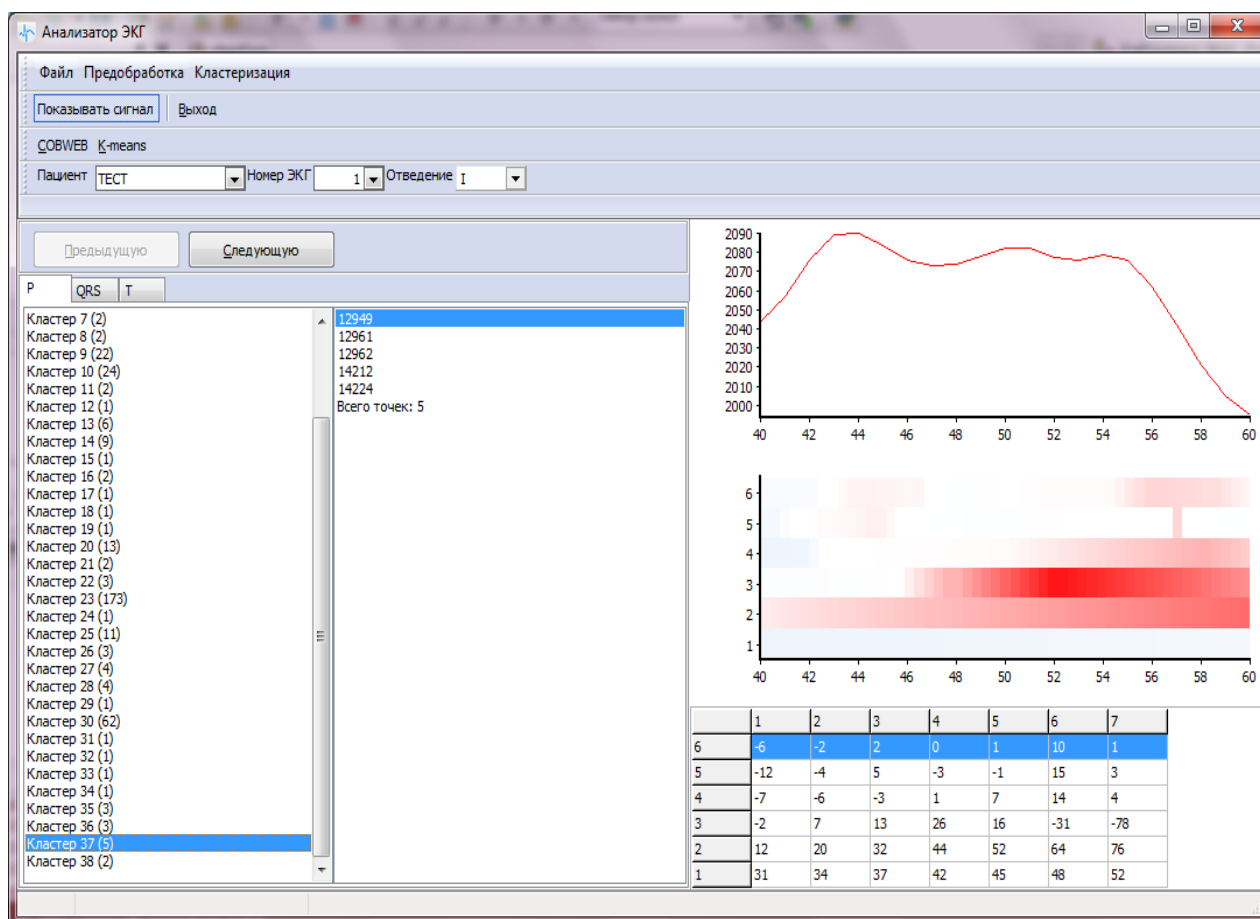 Анализатор ЭКГ
Файл Предобработка Кластеризация
Показывать сигнал Выход
COBWEB K-means
Пациент ТЕСТ Номер ЭКГ 1 Отведение I
Предыдущую Следующую
P QRS T
Кластер 7 (2)
Кластер 8 (2)
Кластер 9 (22)
Кластер 10 (24)
Кластер 11 (2)
Кластер 12 (1)
Кластер 13 (6)
Кластер 14 (9)
Кластер 15 (1)
Кластер 16 (2)
Кластер 17 (1)
Кластер 18 (1)
Кластер 19 (1)
Кластер 20 (13)
Кластер 21 (2)
Кластер 22 (3)
Кластер 23 (173)
Кластер 24 (1)
Кластер 25 (11)
Кластер 26 (3)
Кластер 27 (4)
Кластер 28 (4)
Кластер 29 (1)
Кластер 30 (62)
Кластер 31 (1)
Кластер 32 (1)
Кластер 33 (1)
Кластер 34 (1)
Кластер 35 (3)
Кластер 36 (3)
Кластер 37 (5)
Кластер 38 (2)
12949
12961
12962
14212
14224
Всего точек: 5
2090
2080
2070
2060
2050
2040
2030
2020
2010
2000
40 42 44 46 48 50 52 54 56 58 60
6
5
4
3
2
1
40 42 44 46 48 50 52 54 56 58 60
1 2 3 4 5 6 7
6 -6 -2 2 0 1 10 1
5 -12 -4 5 -3 -1 15 3
4 -7 -6 -3 1 7 14 4
3 -2 7 13 26 16 -31 -78
2 12 20 32 44 52 64 76
1 31 34 37 42 45 48 52